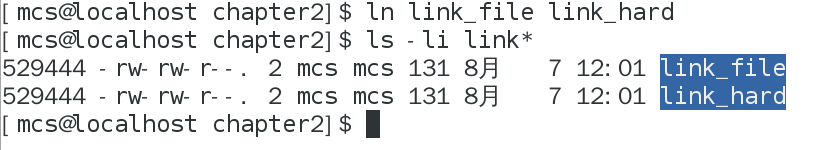 [mcs@localhost chapter2]$ ln link_file link_hard
[mcs@localhost chapter2]$ ls -li link*
529444 -rw-rw-r--. 2 mcs mcs 131 8月   7 12:01 link_file
529444 -rw-rw-r--. 2 mcs mcs 131 8月   7 12:01 link_hard
[mcs@localhost chapter2]$